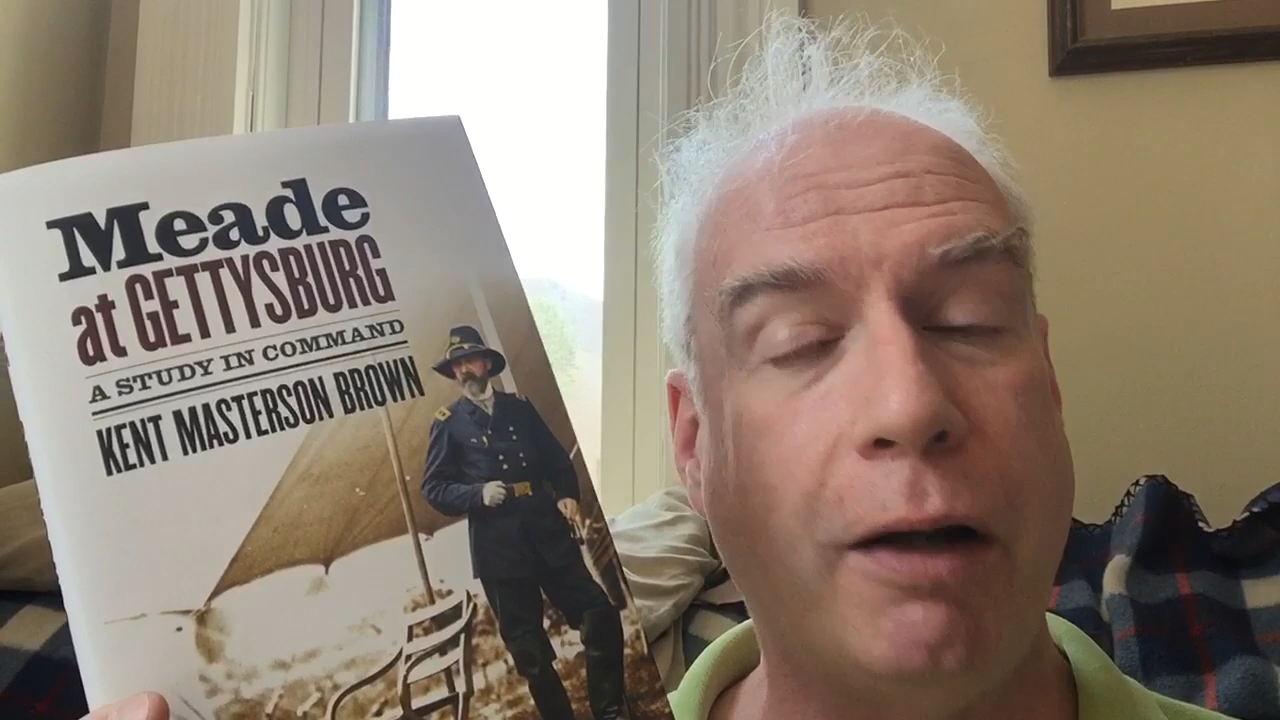 Meade
at GETTYSBURG
A STUDY IN COMMAND
KENT MASTERSON BROWN